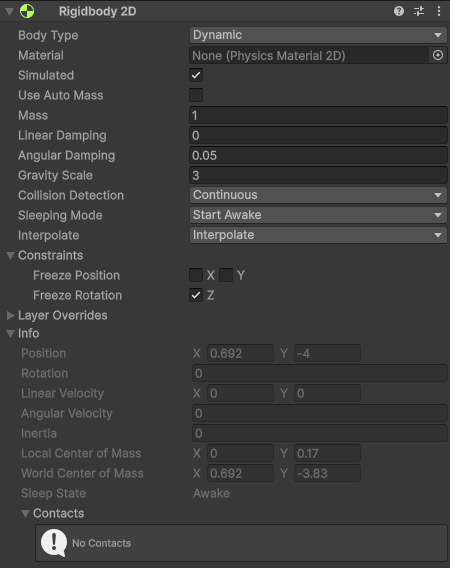 Rigidbody 2D
Body Type Dynamic
Material None (Physics Material 2D)
Simulated
Use Auto Mass
Mass 1
Linear Damping 0
Angular Damping 0.05
Gravity Scale 3
Collision Detection Continuous
Sleeping Mode Start Awake
Interpolate Interpolate
Constraints
Freeze Position X Y
Freeze Rotation Z
Layer Overrides
Info
Position X 0.692 Y -4
Rotation 0
Linear Velocity X 0 Y 0
Angular Velocity 0
Inertia 0
Local Center of Mass X 0 Y 0.17
World Center of Mass X 0.692 Y -3.83
Sleep State Awake
Contacts
No Contacts